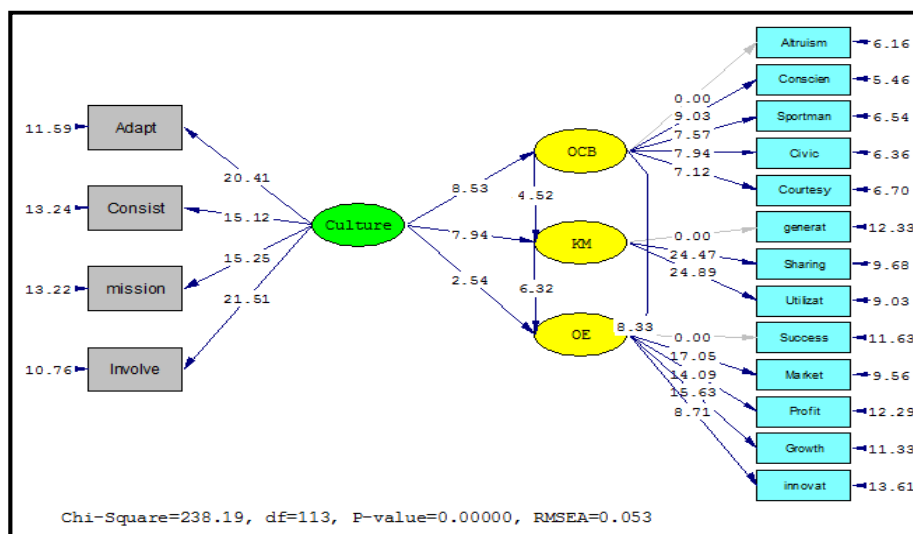 Altruism 6.16
Conscien 5.46
0.00
Adapt 11.59
9.03
Sportman 6.54
7.57
OCB
Civic 6.36
7.94
20.41
8.53
7.12
Courtesy 6.70
4.52
Consist 13.24
15.12
Culture
generat 12.33
7.94
0.00
KM
24.47
Sharing 9.68
15.25
24.89
mission 13.22
2.54
6.32
Utilizat 9.03
21.51
8.33
OE
0.00
Success 11.63
17.05
Involve 10.76
14.09
Market 9.56
15.63
8.71
Profit 12.29
Growth 11.33
innovat 13.61
Chi-Square=238.19, df=113, P-value=0.00000, RMSEA=0.053